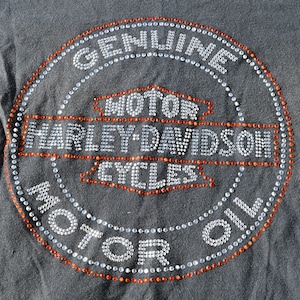 GENUINE
MOTOR
HARLEY-DAVIDSON
CYCLES
MOTOR OIL